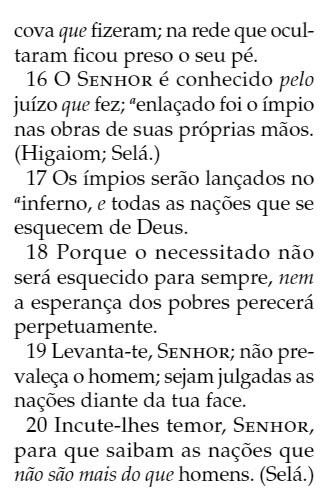 cova que fizeram; na rede que ocul-
taram ficou preso o seu pé.
16 O SENHOR é conhecido pelo
juízo que fez; ᵃenlaçado foi o ímpio
nas obras de suas próprias mãos.
(Higaiom; Selá.)
17 Os ímpios serão lançados no
ᵃinferno, e todas as nações que se
esquecem de Deus.
18 Porque o necessitado não
será esquecido para sempre, nem
a esperança dos pobres perecerá
perpetuamente.
19 Levanta-te, SENHOR; não pre-
valeça o homem; sejam julgadas as
nações diante da tua face.
20 Incute-lhes temor, SENHOR,
para que saibam as nações que
não são mais do que homens. (Selá.)